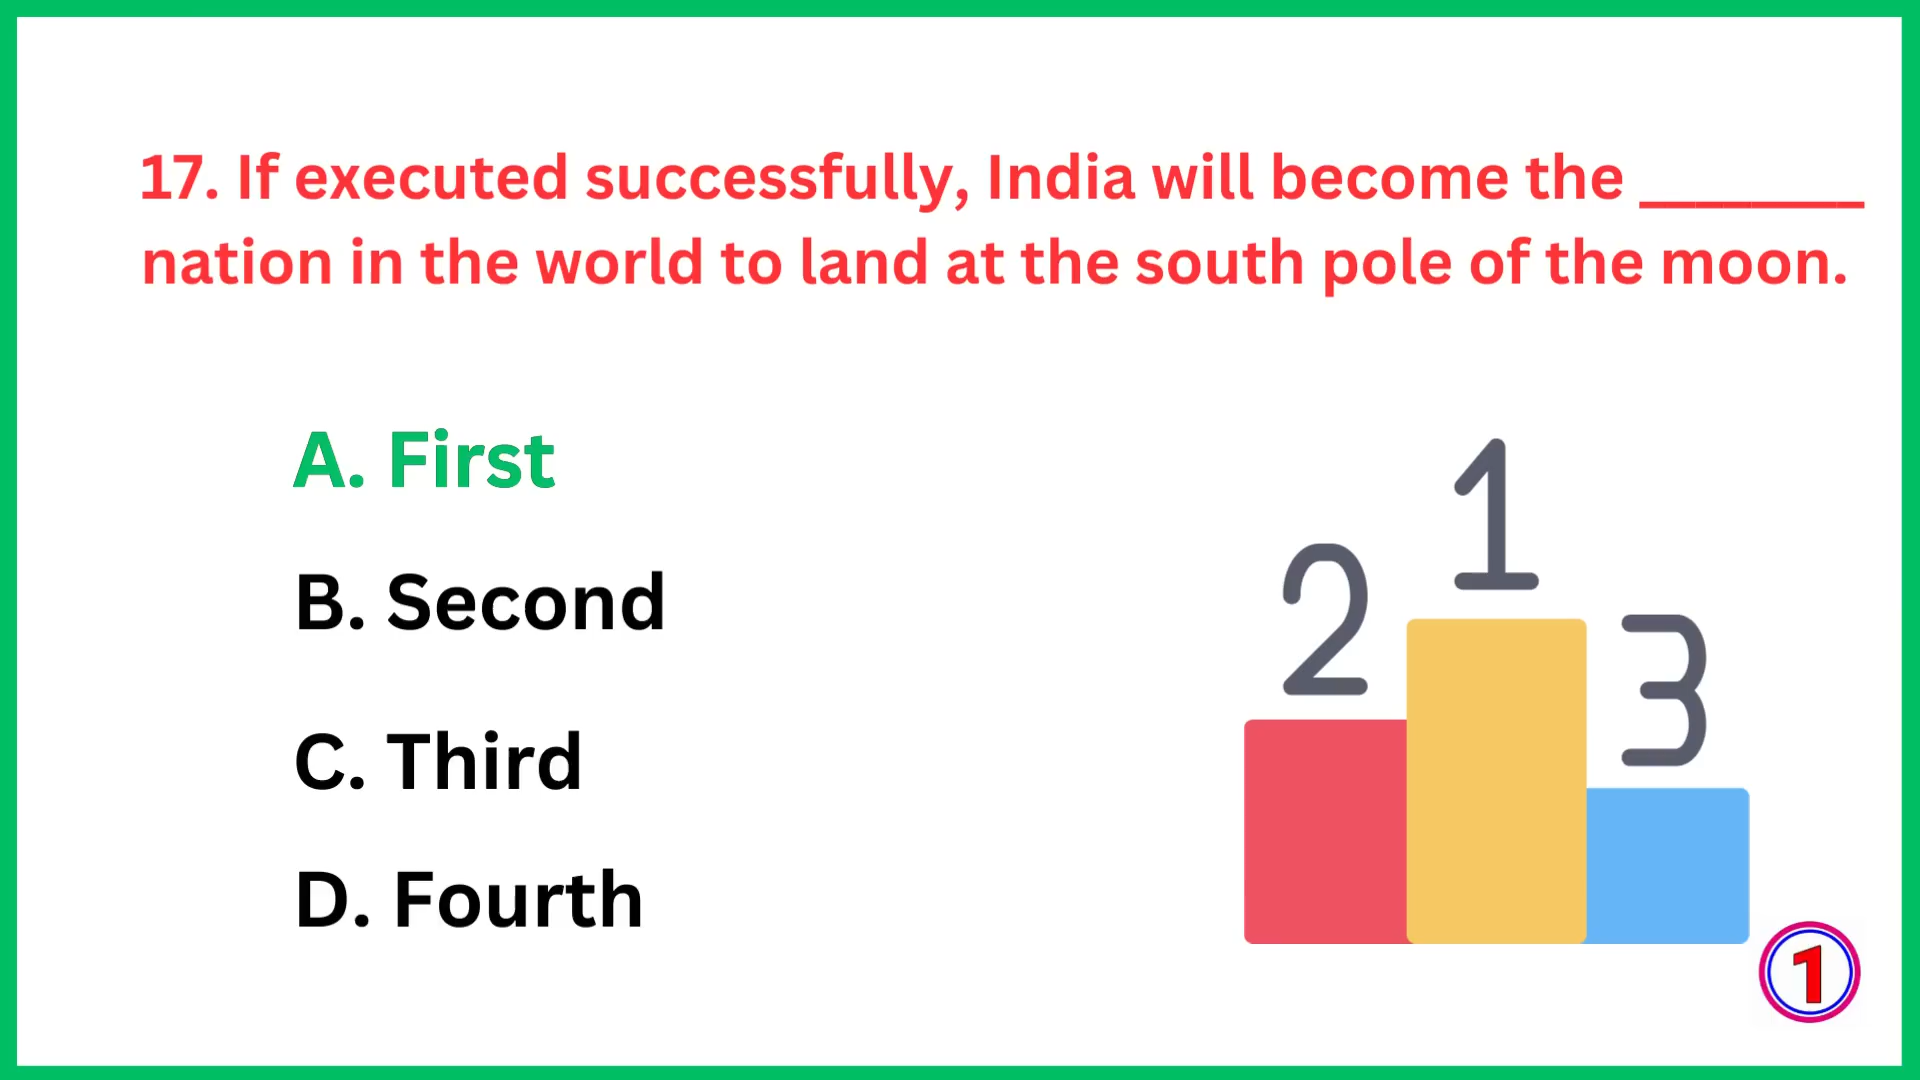 17. If executed successfully, India will become the ________
nation in the world to land at the south pole of the moon.
A. First
B. Second
C. Third
D. Fourth
1
2
3
1